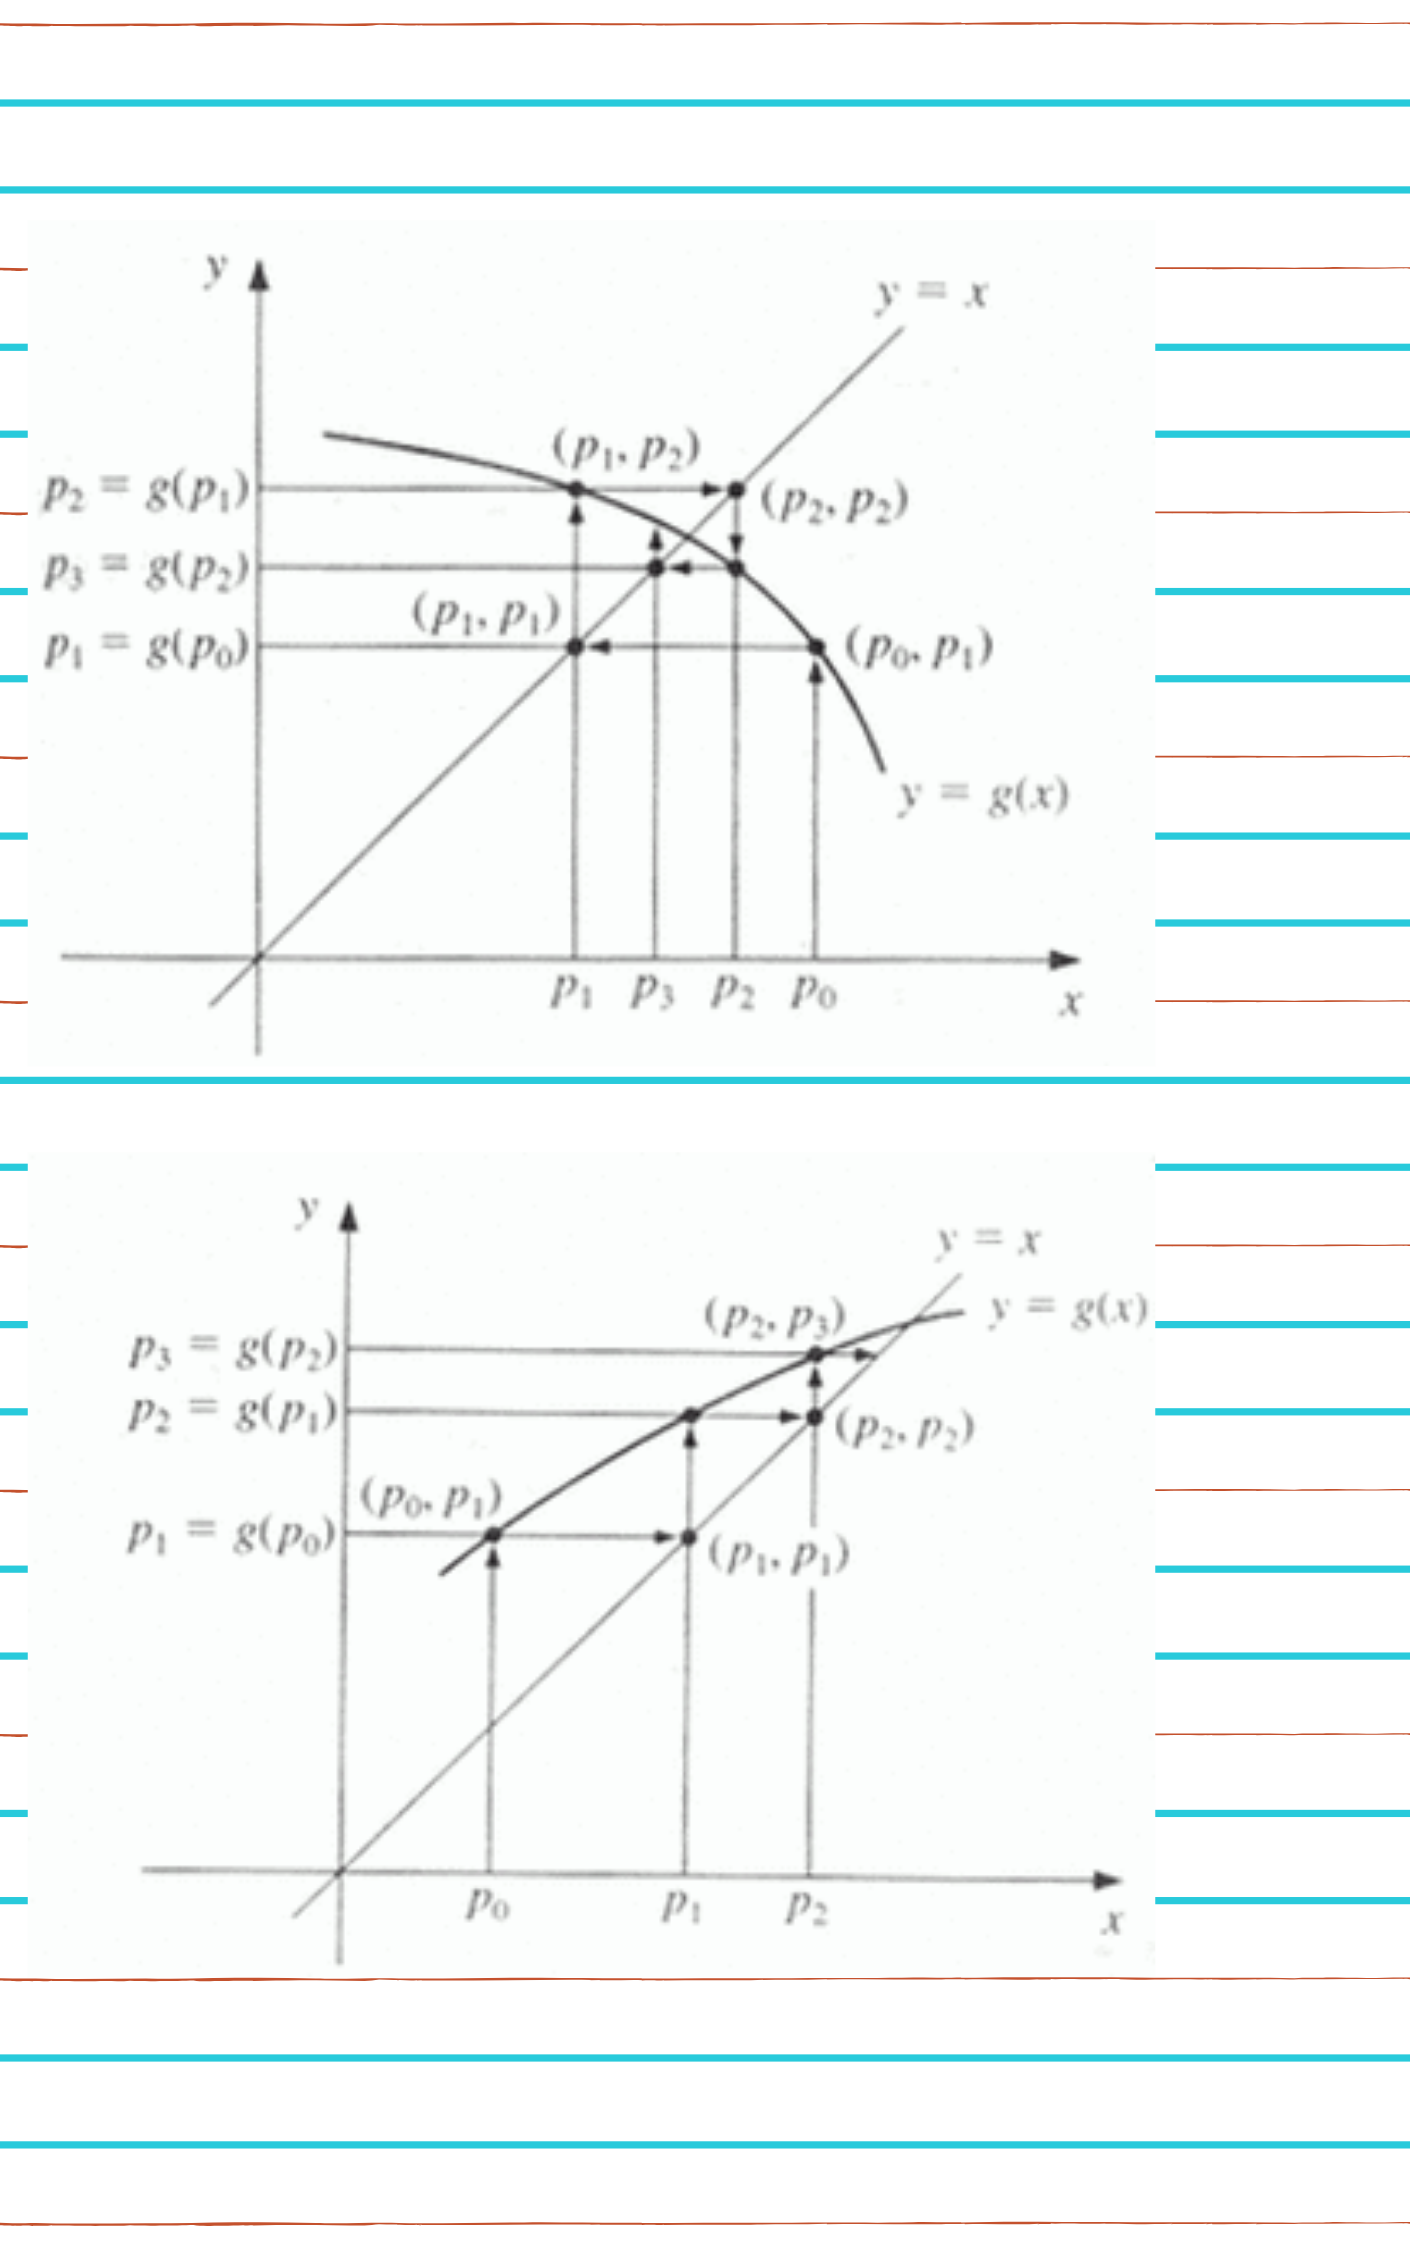 y
y = x
(p₁, p₂)
p₂ = g(p₁)
(p₂, p₂)
p₃ = g(p₂)
(p₁, p₁)
p₁ = g(p₀)
(p₀, p₁)
y = g(x)
p₁ p₃ p₂ p₀
x
y
y = x
y = g(x)
(p₂, p₃)
p₃ = g(p₂)
p₂ = g(p₁)
(p₂, p₂)
(p₀, p₁)
p₁ = g(p₀)
(p₁, p₁)
p₀ p₁ p₂
x